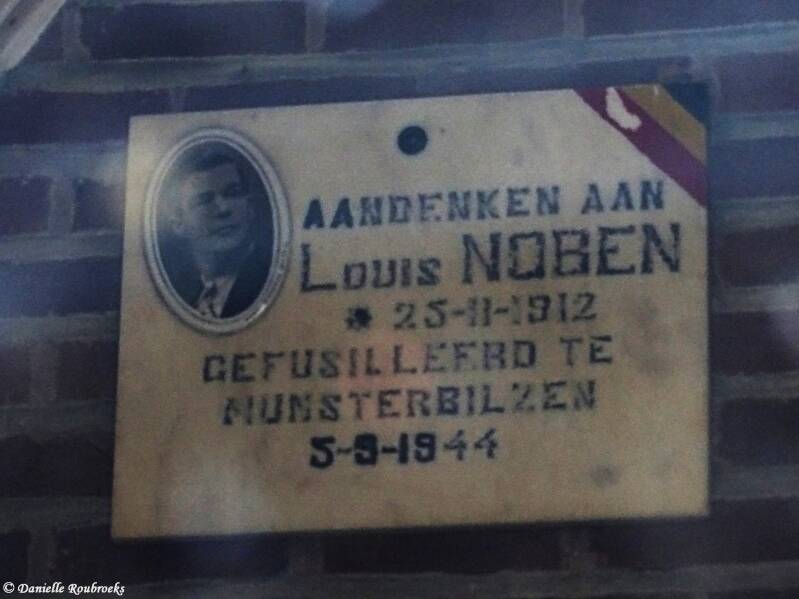 AANDENKEN AAN
LOUIS NOBEN
* 25-11-1912
GEFUSILLEERD TE
MUNSTERBILZEN
5-9-1944
© Danielle Roubroeks